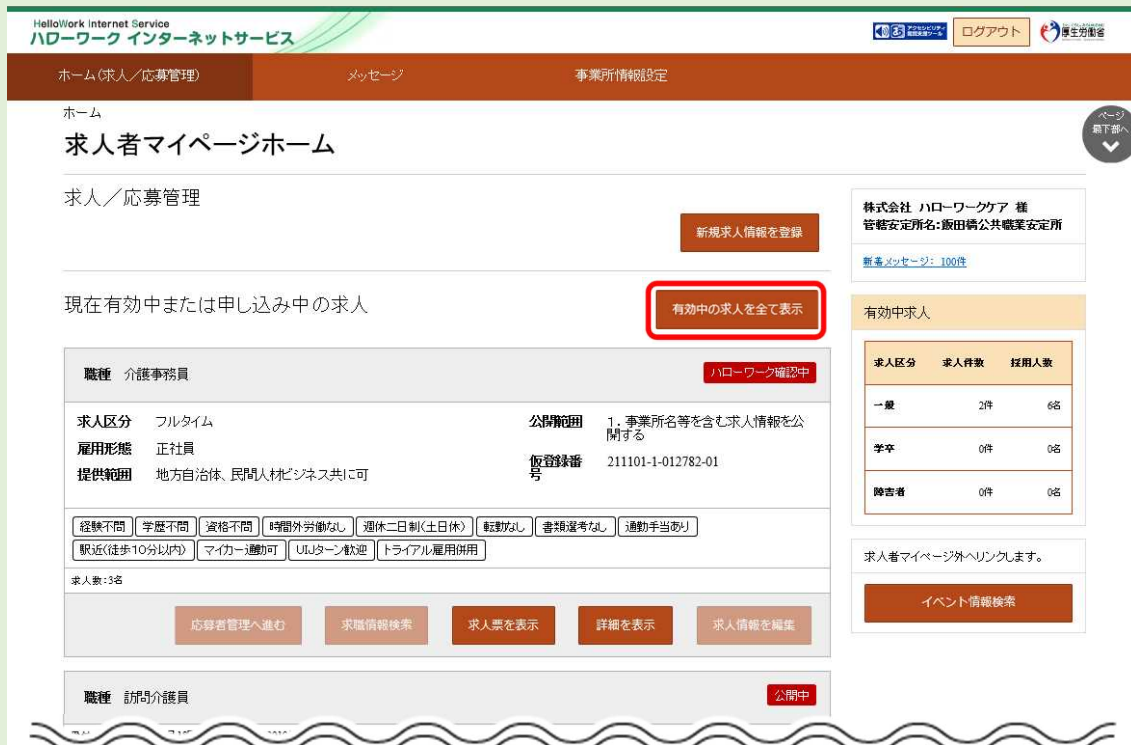 HelloWork Internet Service
ハローワーク インターネットサービス
ログアウト
厚生労働省
ホーム(求人／応募管理)
メッセージ
事業所情報設定
ホーム
求人者マイページホーム
ページ
最下部へ
求人／応募管理
新規求人情報を登録
株式会社 ハローワークケア 様
管轄安定所名:飯田橋公共職業安定所
新着メッセージ: 100件
現在有効中または申し込み中の求人
有効中の求人を全て表示
有効中求人
求人区分 求人件数 採用人数
一般 2件 6名
学卒 0件 0名
障害者 0件 0名
職種 介護事務員
ハローワーク確認中
求人区分 フルタイム
雇用形態 正社員
提供範囲 地方自治体、民間人材ビジネス共に可
公開範囲 1．事業所名等を含む求人情報を公
開する
仮登録番
号 211101-1-012782-01
経験不問 学歴不問 資格不問 時間外労働なし 週休二日制(土日休) 転勤なし 書類選考なし 通勤手当あり
駅近(徒歩10分以内) マイカー通勤可 UIJターン歓迎 トライアル雇用併用
求人数:3名
応募者管理へ進む
求職情報検索
求人票を表示
詳細を表示
求人情報を編集
求人者マイページ外へリンクします。
イベント情報検索
職種 訪問介護員
公開中